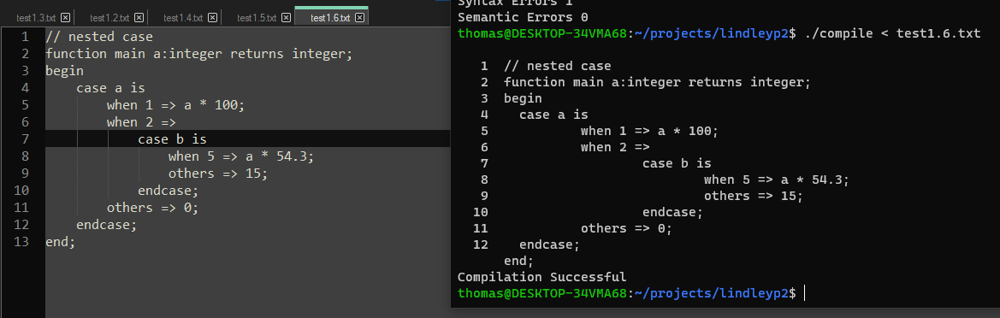 test1.3.txt test1.2.txt test1.4.txt test1.5.txt test1.6.txt
1 // nested case
2 function main a:integer returns integer;
3 begin
4     case a is
5         when 1 => a * 100;
6         when 2 =>
7             case b is
8                 when 5 => a * 54.3;
9                 others => 15;
10             endcase;
11         others => 0;
12     endcase;
13 end;
Syntax Errors 1
Semantic Errors 0
thomas@DESKTOP-34VMA68:~/projects/lindleyp2$ ./compile < test1.6.txt
1  // nested case
2  function main a:integer returns integer;
3  begin
4    case a is
5            when 1 => a * 100;
6            when 2 =>
7                    case b is
8                            when 5 => a * 54.3;
9                            others => 15;
10                    endcase;
11            others => 0;
12    endcase;
end;
Compilation Successful
thomas@DESKTOP-34VMA68:~/projects/lindleyp2$